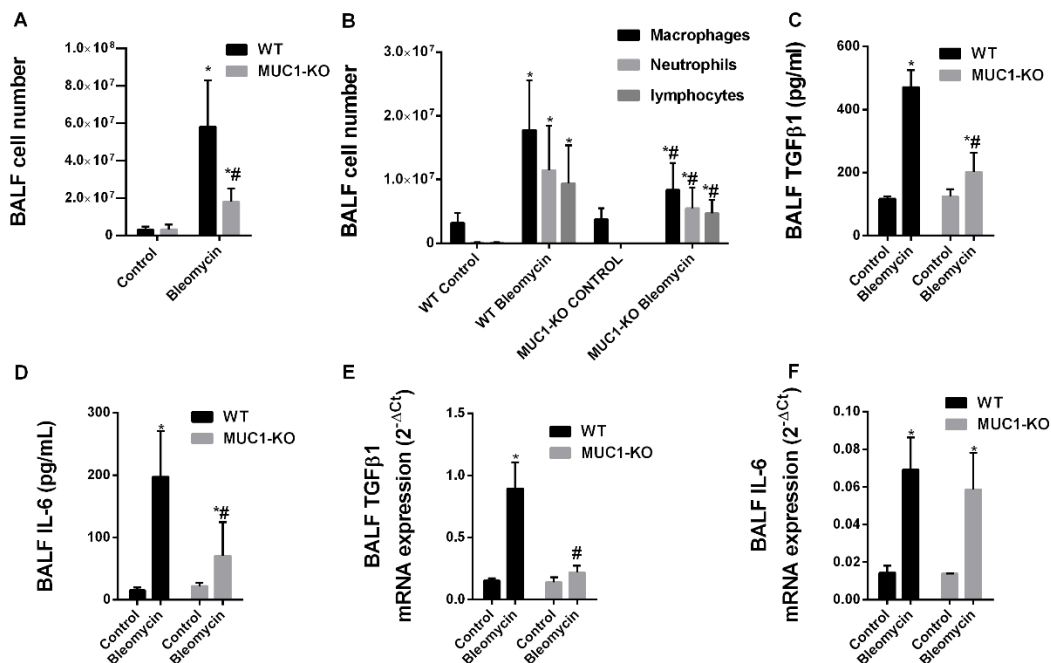 A
BALF cell number
1.0×10⁸
8.0×10⁷
6.0×10⁷
4.0×10⁷
2.0×10⁷
0
WT
MUC1-KO
*
*#
Control
Bleomycin
B
BALF cell number
3.0×10⁷
2.0×10⁷
1.0×10⁷
0
Macrophages
Neutrophils
lymphocytes
*
*
*
*#
*#
*#
WT Control
WT Bleomycin
MUC1-KO CONTROL
MUC1-KO Bleomycin
C
BALF TGFβ1 (pg/ml)
600
400
200
0
WT
MUC1-KO
*
*#
Control
Bleomycin
Control
Bleomycin
D
BALF IL-6 (pg/mL)
300
200
100
0
WT
MUC1-KO
*
*#
Control
Bleomycin
Control
Bleomycin
E
BALF TGFβ1
mRNA expression (2^-ΔCt)
1.5
1.0
0.5
0.0
WT
MUC1-KO
*
#
Control
Bleomycin
Control
Bleomycin
F
BALF IL-6
mRNA expression (2^-ΔCt)
0.10
0.08
0.06
0.04
0.02
0.00
WT
MUC1-KO
*
*
Control
Bleomycin
Control
Bleomycin